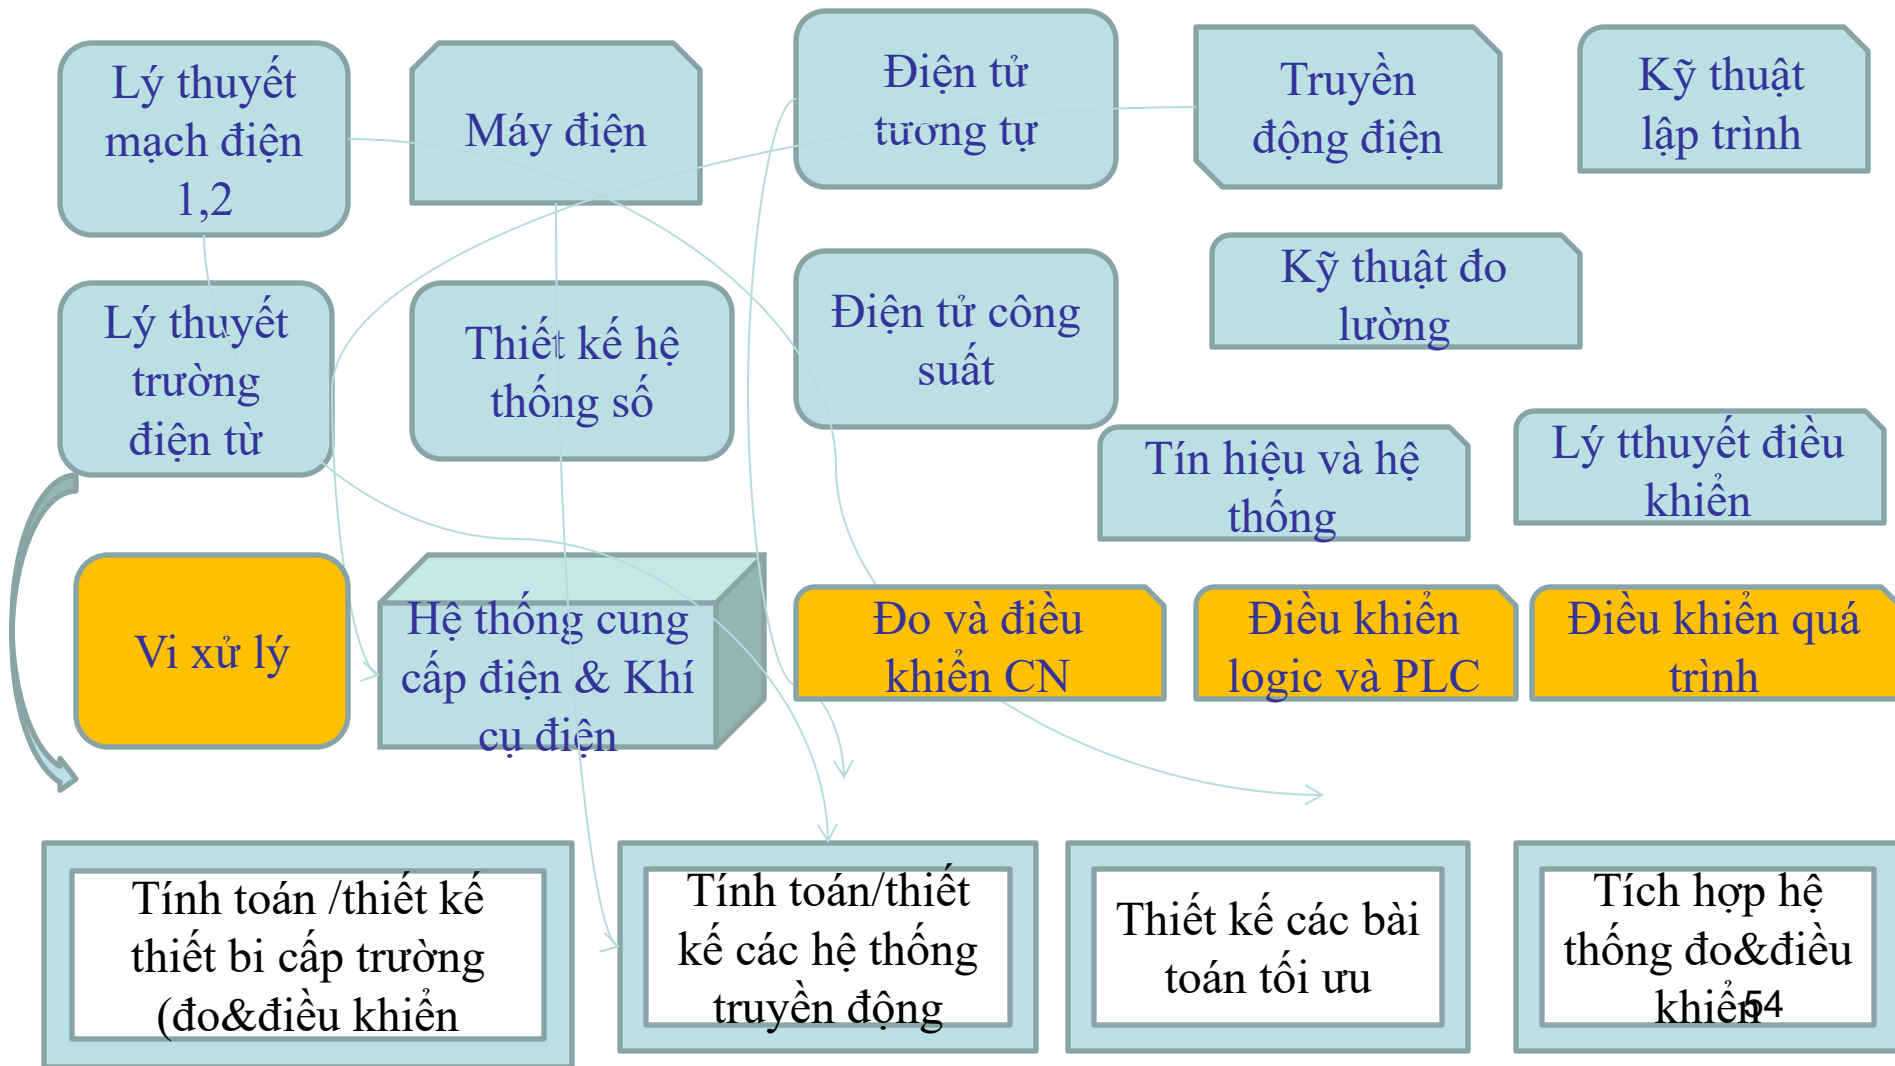 Lý thuyết
mạch điện
1,2
Máy điện
Điện tử
tương tự
Truyền
động điện
Kỹ thuật
lập trình
Lý thuyết
trường
điện từ
Thiết kế hệ
thống số
Điện tử công
suất
Kỹ thuật đo
lường
Tín hiệu và hệ
thống
Lý tthuyết điều
khiển
Vi xử lý
Hệ thống cung
cấp điện & Khí
cụ điện
Đo và điều
khiển CN
Điều khiển
logic và PLC
Điều khiển quá
trình
Tính toán /thiết kế
thiết bi cấp trường
(đo&điều khiển
Tính toán/thiết
kế các hệ thống
truyền động
Thiết kế các bài
toán tối ưu
Tích hợp hệ
thống đo&điều
khiển
54